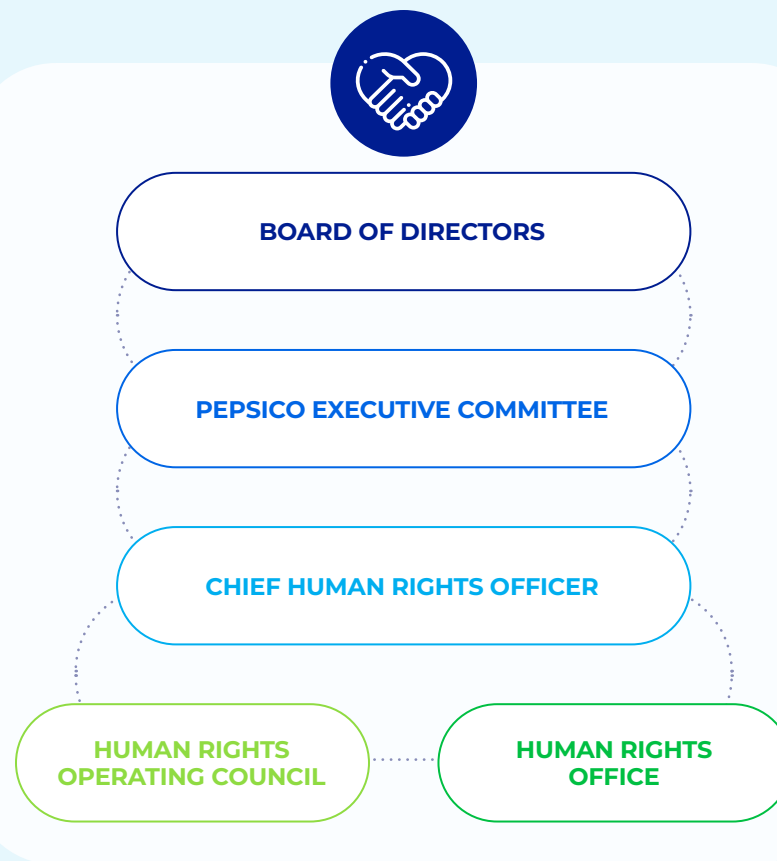 BOARD OF DIRECTORS
PEPSICO EXECUTIVE COMMITTEE
CHIEF HUMAN RIGHTS OFFICER
HUMAN RIGHTS
OPERATING COUNCIL
HUMAN RIGHTS
OFFICE